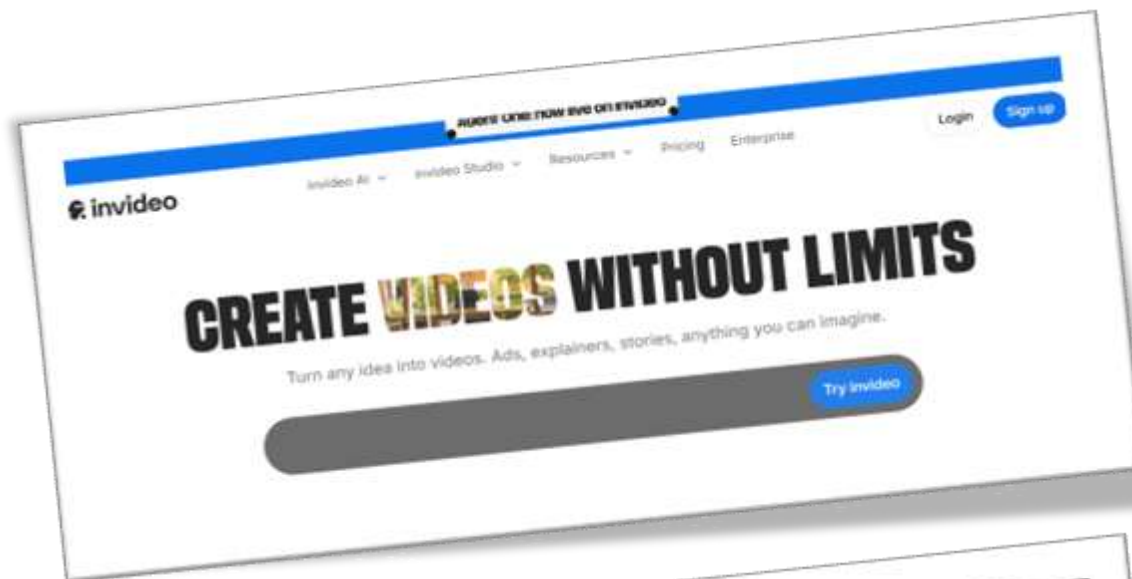 Agent One now live on invideo
invideo
Invideo AI
Invideo Studio
Resources
Pricing
Enterprise
Login
Sign up
CREATE VIDEOS WITHOUT LIMITS
Turn any idea into videos. Ads, explainers, stories, anything you can imagine.
Try invideo